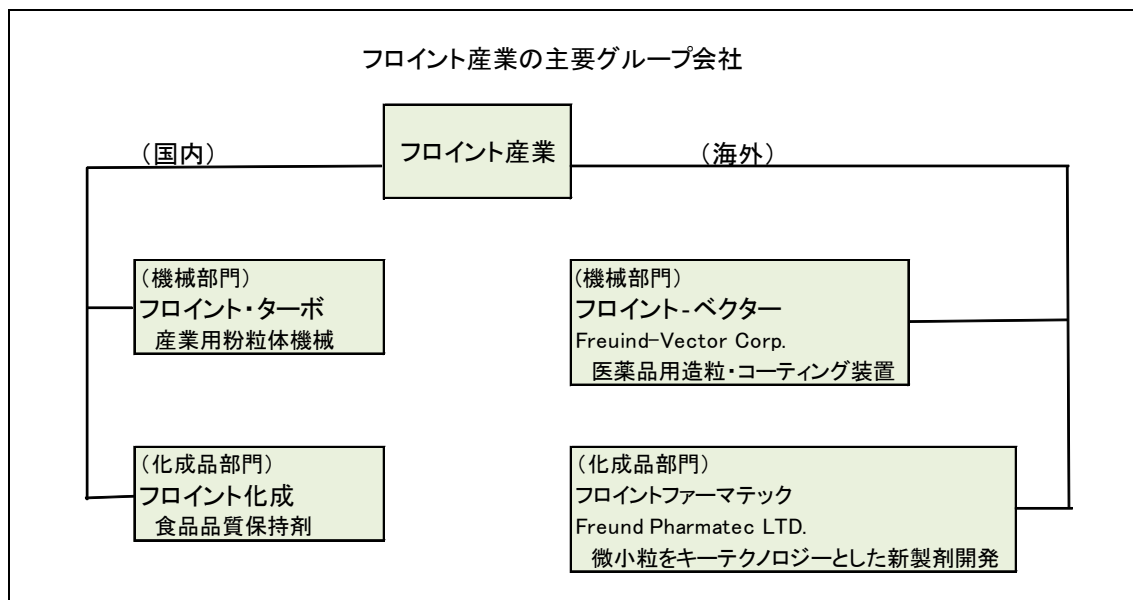 フロイント産業の主要グループ会社
フロイント産業
（国内）
（海外）
（機械部門）
フロイント・ターボ
産業用粉粒体機械
（機械部門）
フロイント-ベクター
Freuind-Vector Corp.
医薬品用造粒・コーティング装置
（化成品部門）
フロイント化成
食品品質保持剤
（化成品部門）
フロイントファーマテック
Freund Pharmatec LTD.
微小粒をキーテクノロジーとした新製剤開発